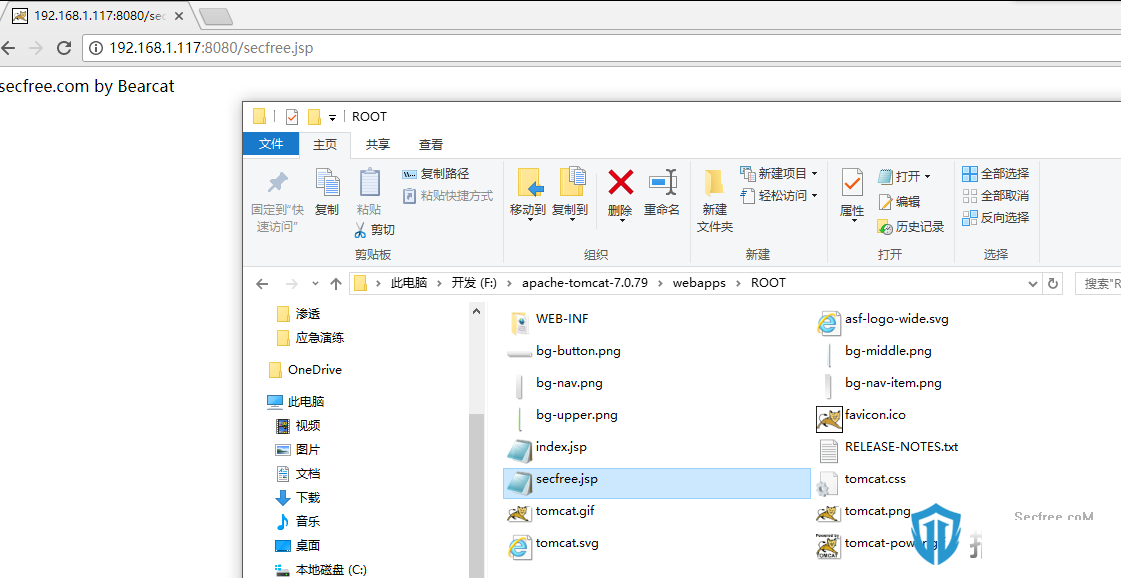 192.168.1.117:8080/sec
192.168.1.117:8080/secfree.jsp
secfree.com by Bearcat
ROOT
文件 主页 共享 查看
固定到"快速访问"
复制
粘贴
复制路径
粘贴快捷方式
剪切
剪贴板
移动到 复制到 删除 重命名
组织
新建文件夹
新建项目
轻松访问
新建
属性
打开
编辑
历史记录
打开
全部选择
全部取消
反向选择
选择
此电脑 › 开发 (F:) › apache-tomcat-7.0.79 › webapps › ROOT
搜索"R
渗透
应急演练
OneDrive
此电脑
视频
图片
文档
下载
音乐
桌面
本地磁盘 (C:)
WEB-INF
bg-button.png
bg-nav.png
bg-upper.png
index.jsp
secfree.jsp
tomcat.gif
tomcat.svg
asf-logo-wide.svg
bg-middle.png
bg-nav-item.png
favicon.ico
RELEASE-NOTES.txt
tomcat.css
tomcat.png
Secfree.coM